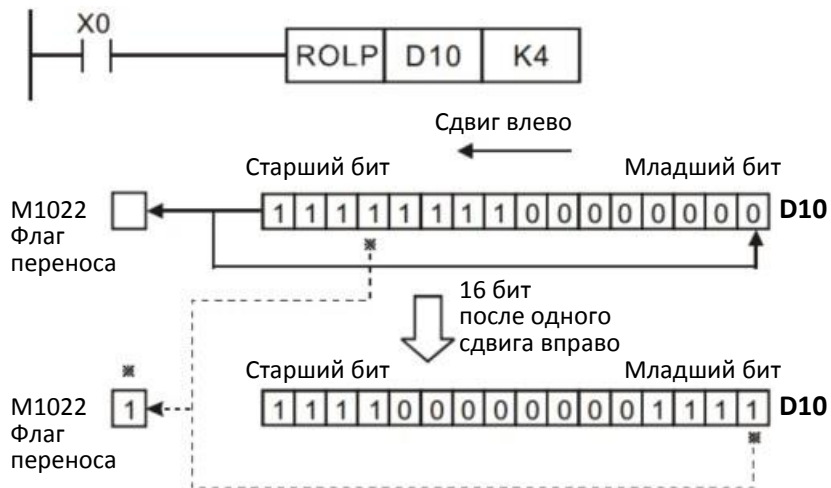 X0
ROLP D10 K4
Сдвиг влево
Старший бит Младший бит
M1022
Флаг
переноса
1 1 1 1 1 1 1 1 0 0 0 0 0 0 0 0 D10
※
16 бит
после одного
сдвига вправо
※
Старший бит Младший бит
M1022
Флаг
переноса
1
1 1 1 1 0 0 0 0 0 0 0 0 1 1 1 1 D10
※